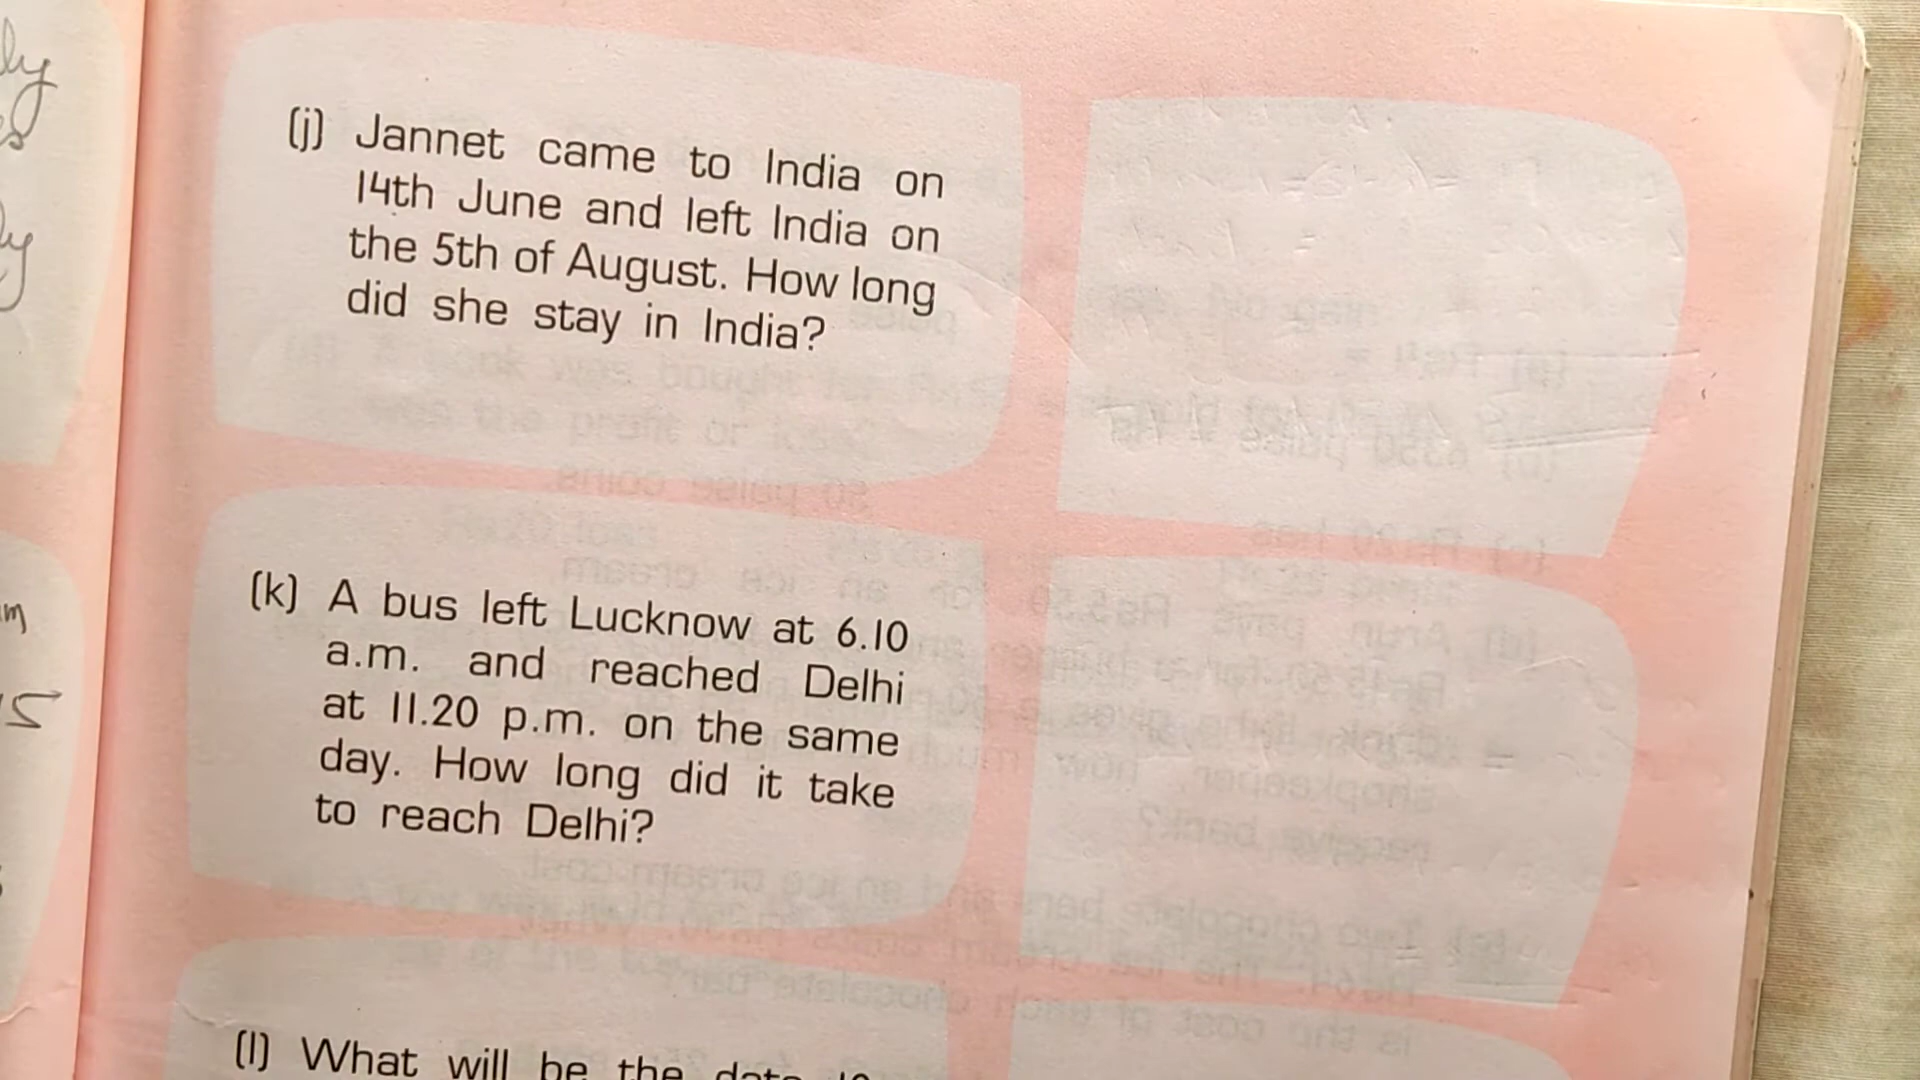 ly
(j) Jannet came to India on
14th June and left India on
the 5th of August. How long
did she stay in India?
(k) A bus left Lucknow at 6.10
a.m. and reached Delhi
at 11.20 p.m. on the same
day. How long did it take
to reach Delhi?
(l) What will be the